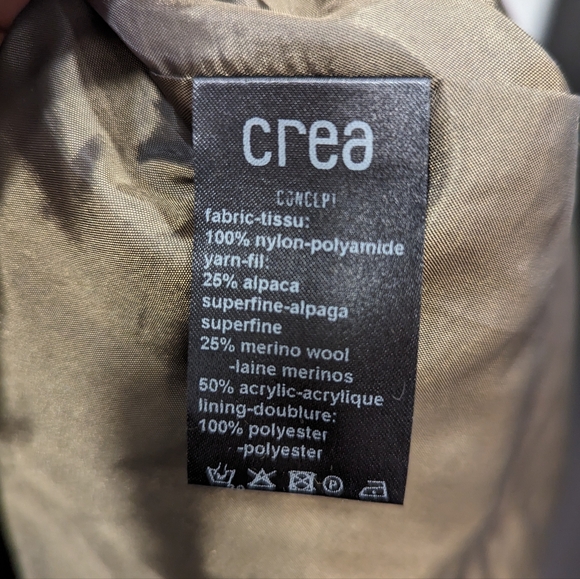 crea
CONCEPT
fabric-tissu:
100% nylon-polyamide
yarn-fil:
25% alpaca
superfine-alpaga
superfine
25% merino wool
-laine merinos
50% acrylic-acrylique
lining-doublure:
100% polyester
-polyester
P